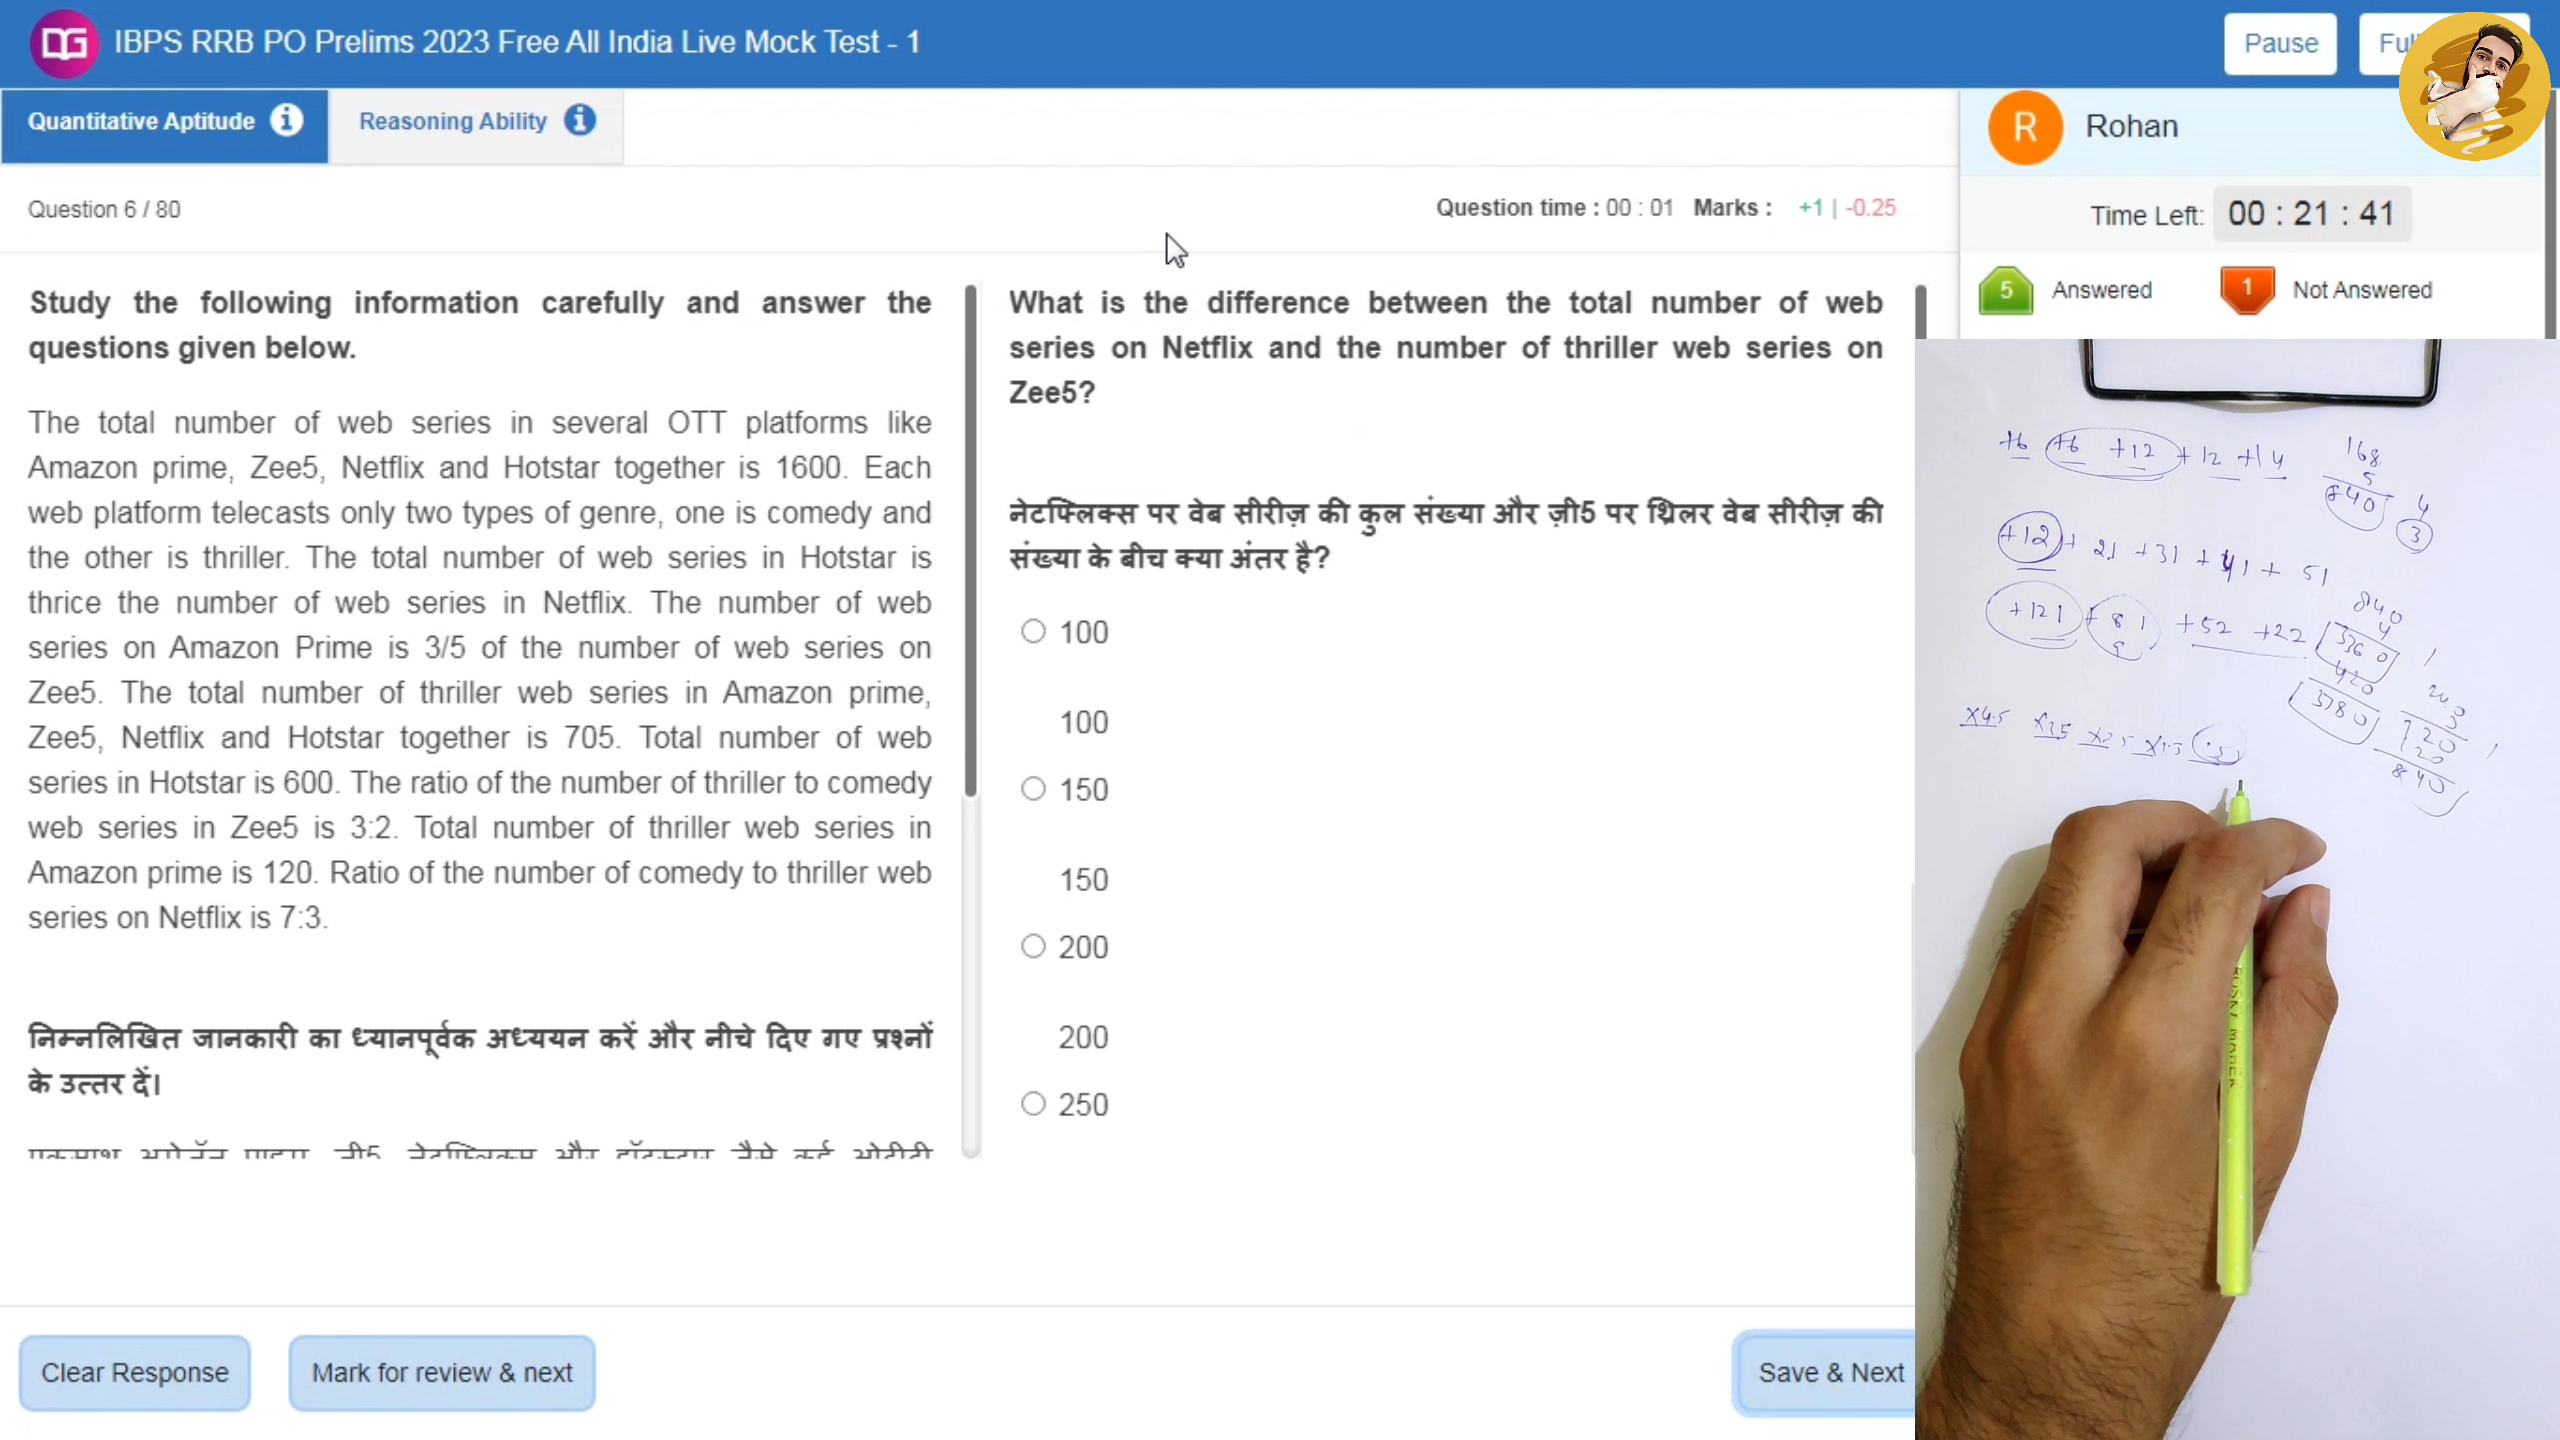 DG IBPS RRB PO Prelims 2023 Free All India Live Mock Test - 1
Pause
Quantitative Aptitude i
Reasoning Ability i
R Rohan
Question 6 / 80
Question time : 00 : 01 Marks : +1 | -0.25
Time Left: 00 : 21 : 41
5 Answered
1 Not Answered
Study the following information carefully and answer the
questions given below.
The total number of web series in several OTT platforms like
Amazon prime, Zee5, Netflix and Hotstar together is 1600. Each
web platform telecasts only two types of genre, one is comedy and
the other is thriller. The total number of web series in Hotstar is
thrice the number of web series in Netflix. The number of web
series on Amazon Prime is 3/5 of the number of web series on
Zee5. The total number of thriller web series in Amazon prime,
Zee5, Netflix and Hotstar together is 705. Total number of web
series in Hotstar is 600. The ratio of the number of thriller to comedy
web series in Zee5 is 3:2. Total number of thriller web series in
Amazon prime is 120. Ratio of the number of comedy to thriller web
series on Netflix is 7:3.
निम्नलिखित जानकारी का ध्यानपूर्वक अध्ययन करें और नीचे दिए गए प्रश्नों
के उत्तर दें।
What is the difference between the total number of web
series on Netflix and the number of thriller web series on
Zee5?
नेटफ्लिक्स पर वेब सीरीज़ की कुल संख्या और ज़ी5 पर थ्रिलर वेब सीरीज़ की
संख्या के बीच क्या अंतर है?
100
100
150
150
200
200
250
Clear Response
Mark for review & next
Save & Next
+6 +6 +12 +12 +14
168
5
840
4
3
+12 + 21 +31 + 41 + 51
+121 + 81 +52 +22
9
840
4
3360
420
3780
720
20
840